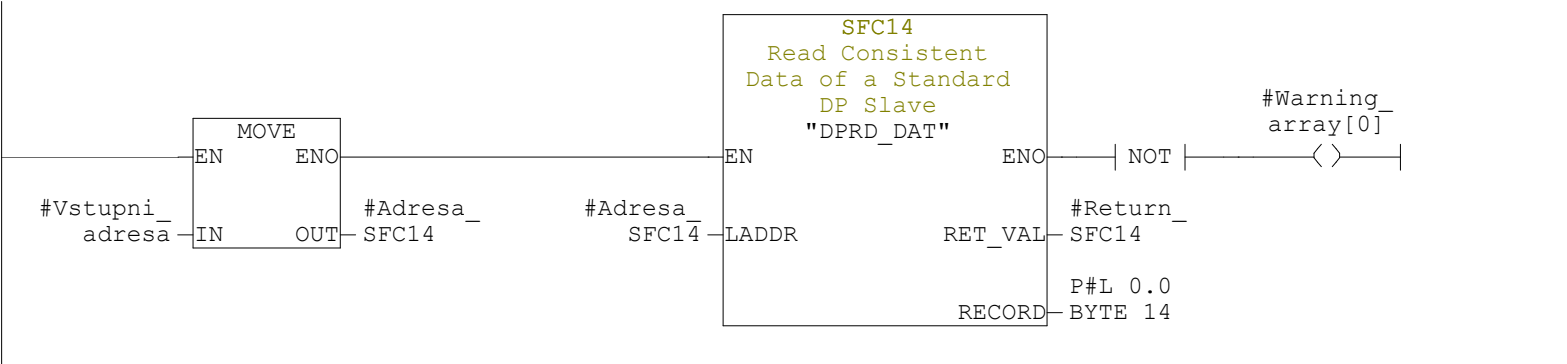 SFC14
Read Consistent
Data of a Standard
DP Slave
"DPRD_DAT"
MOVE
EN ENO
EN ENO
NOT
#Warning_
array[0]
#Vstupni_
adresa
IN OUT
#Adresa_
SFC14
#Adresa_
SFC14
LADDR RET_VAL
#Return_
SFC14
RECORD
P#L 0.0
BYTE 14